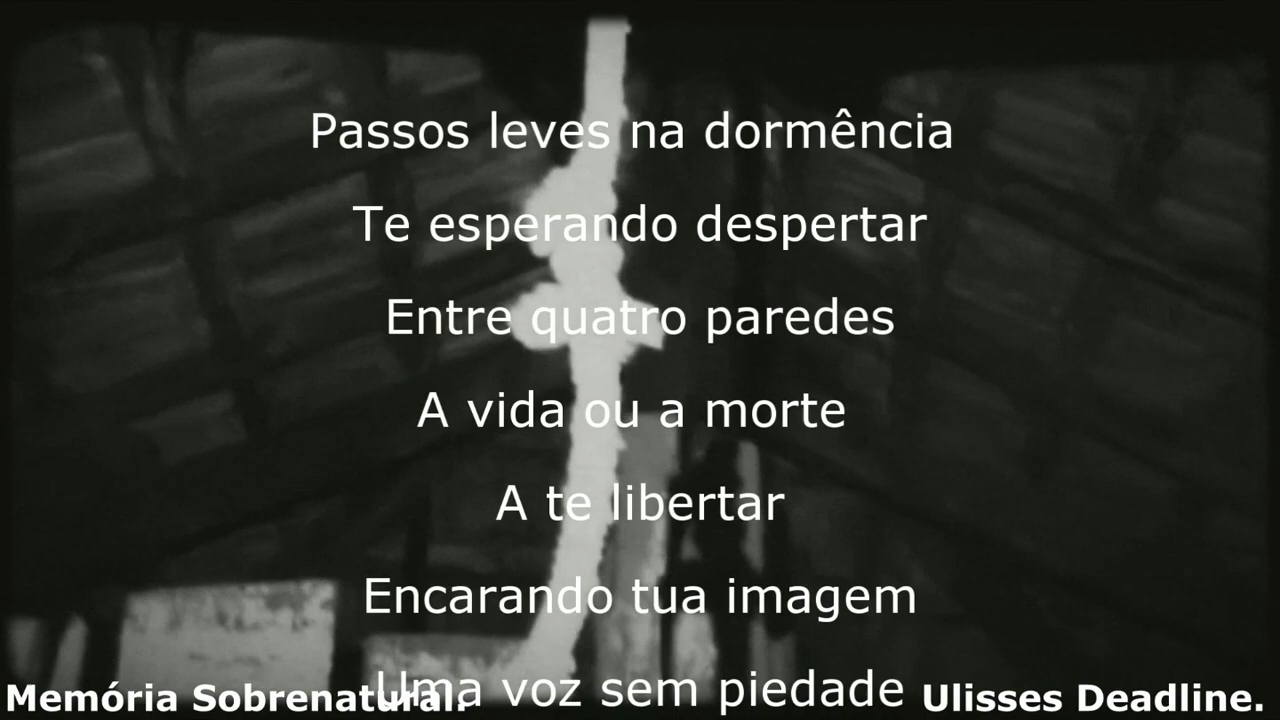 Passos leves na dormência
Te esperando despertar
Entre quatro paredes
A vida ou a morte
A te libertar
Encarando tua imagem
Uma voz sem piedade
Memória Sobrenatural.
Ulisses Deadline.